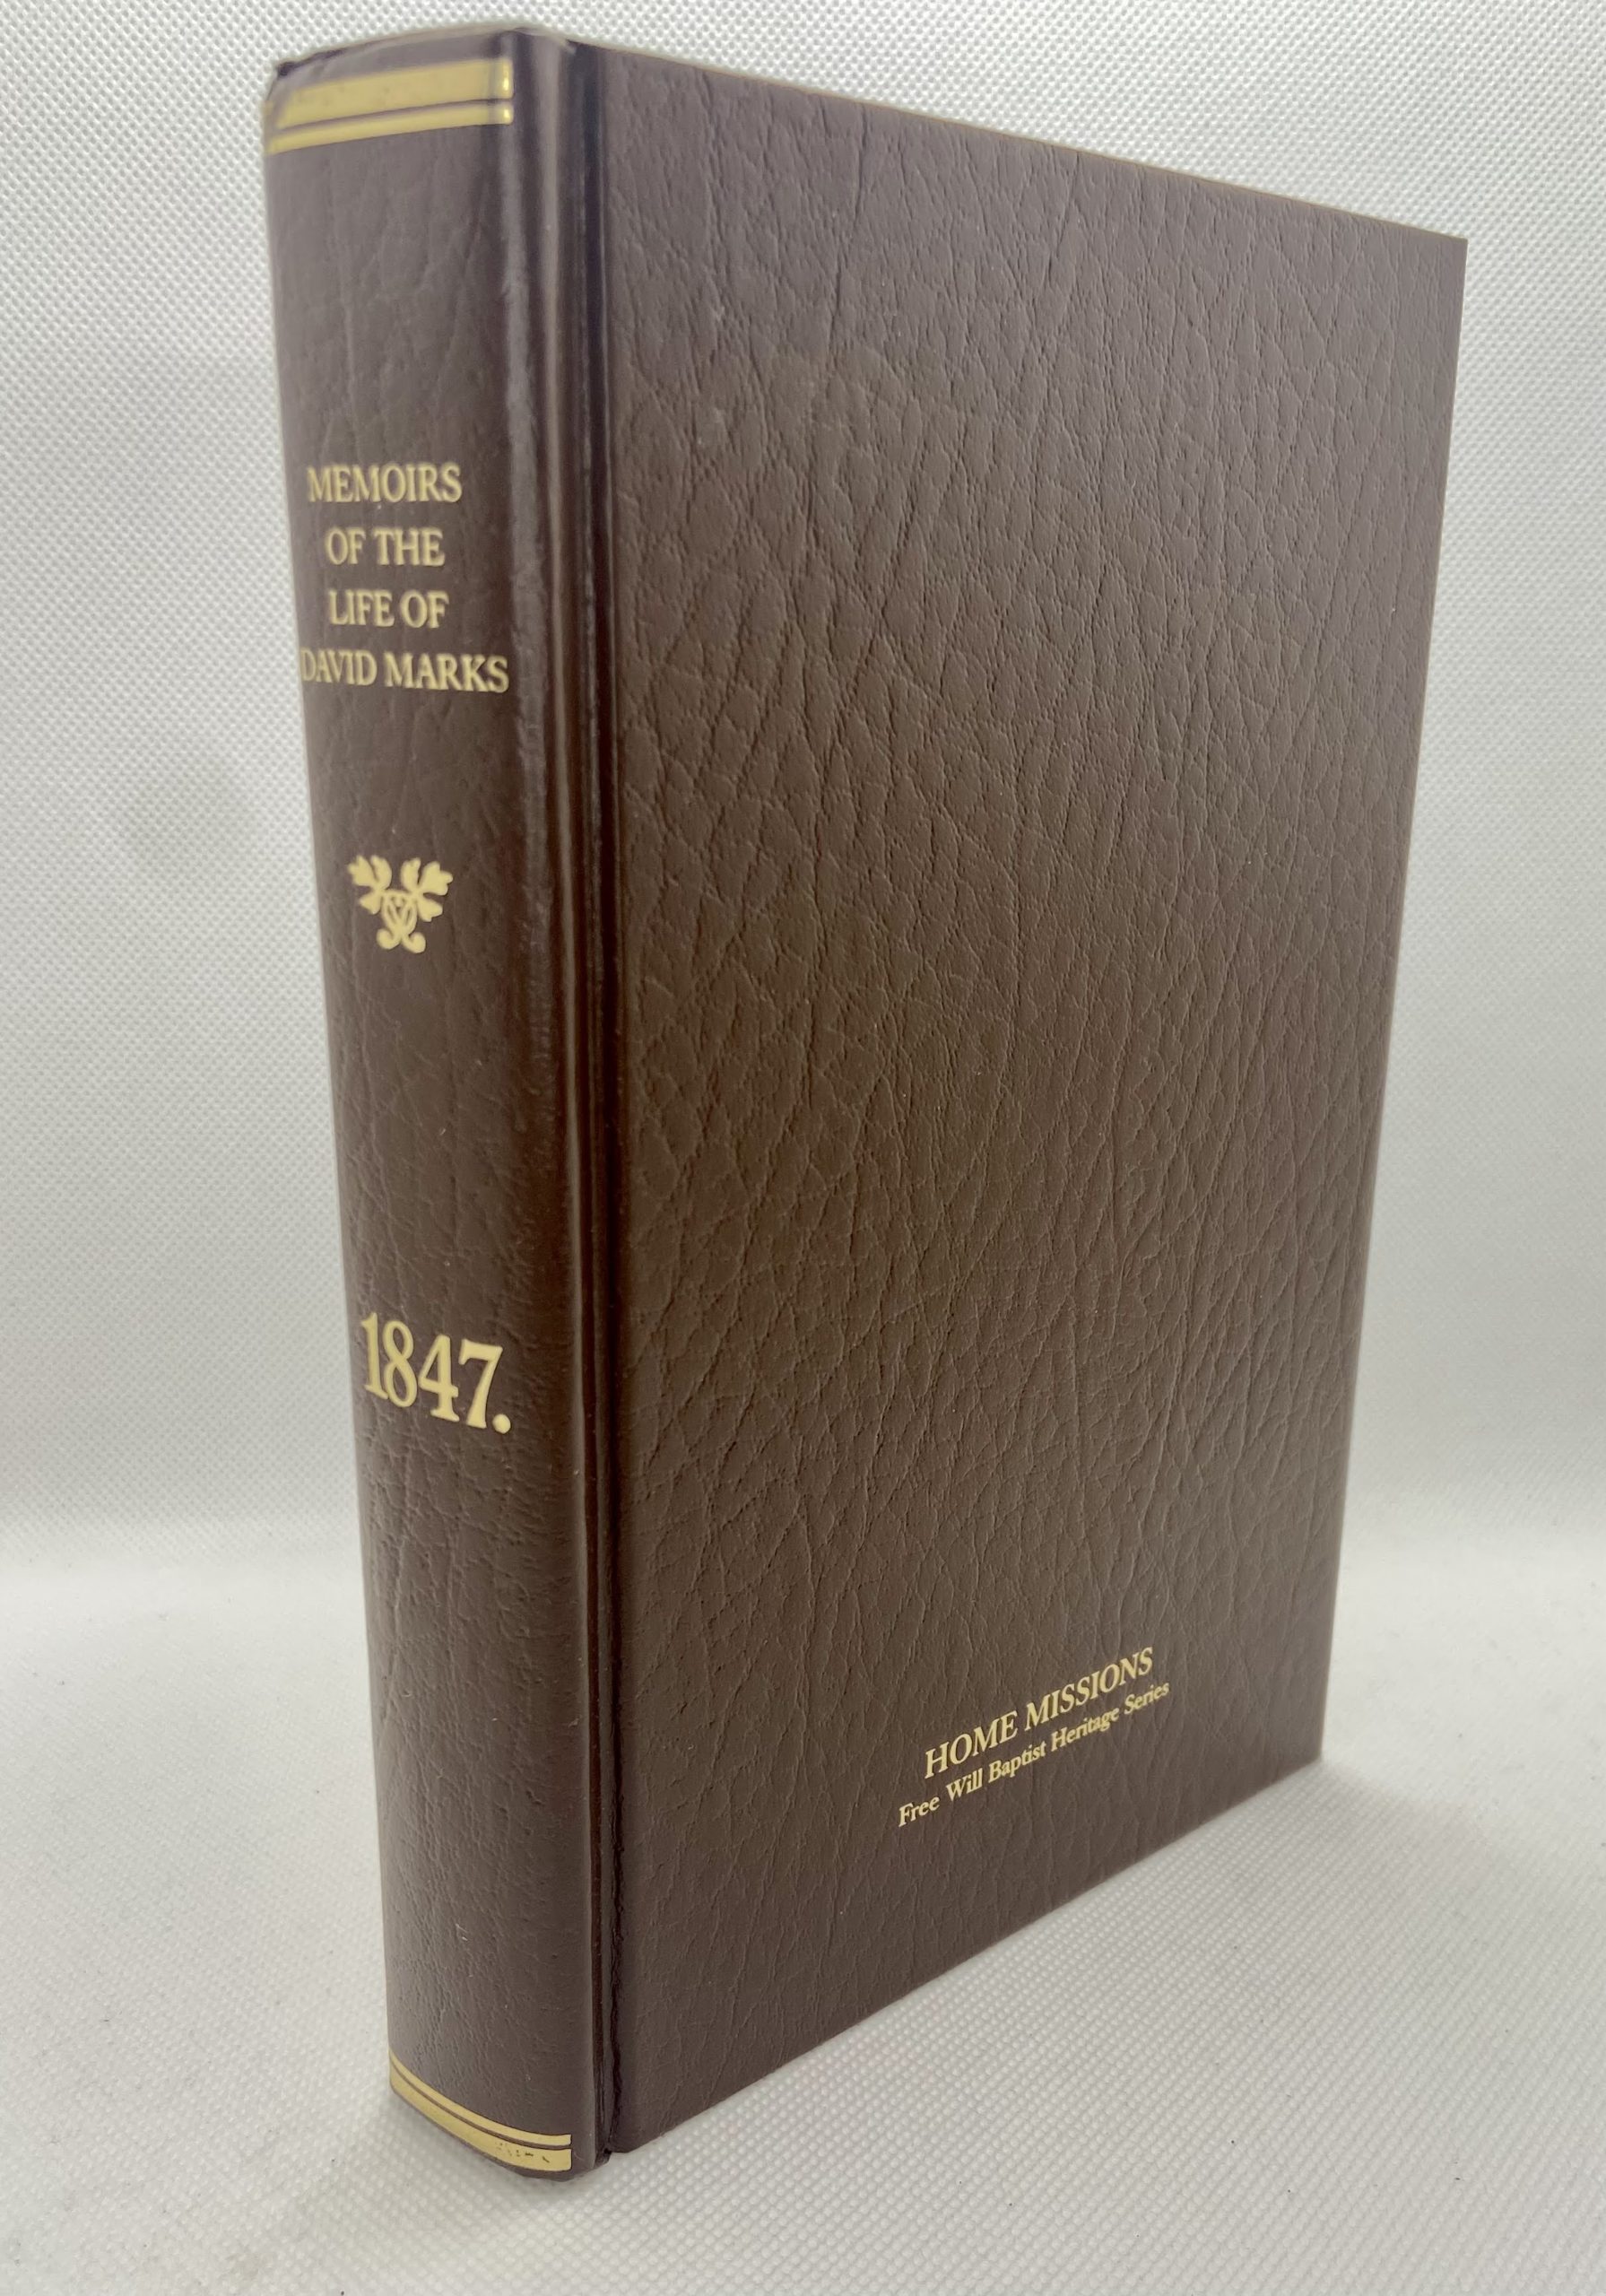 MEMOIRS
OF THE
LIFE OF
DAVID MARKS
1847.
HOME MISSIONS
Free Will Baptist Heritage Series